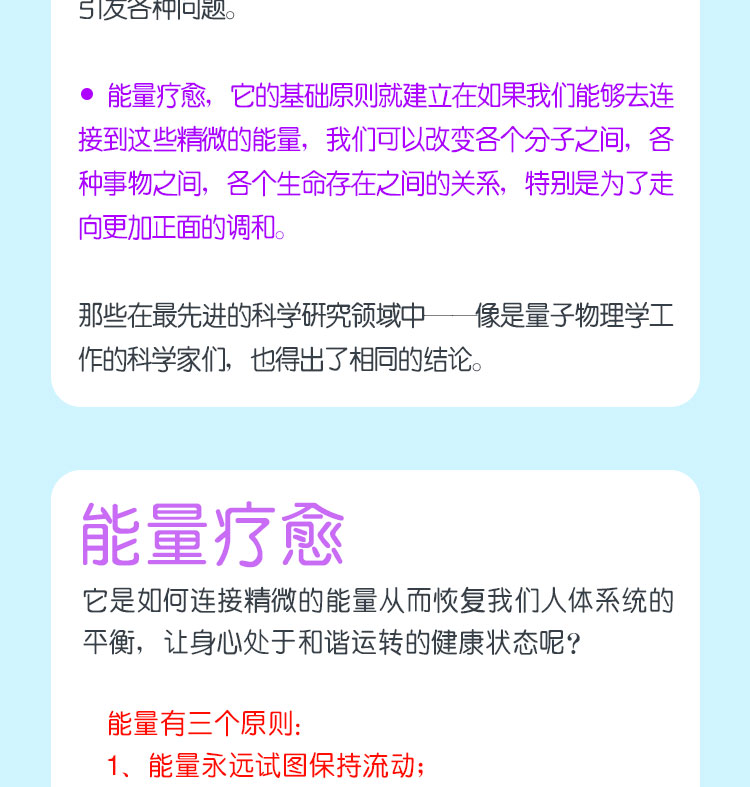 引发各种问题。
● 能量疗愈，它的基础原则就建立在如果我们能够去连
接到这些精微的能量，我们可以改变各个分子之间，各
种事物之间，各个生命存在之间的关系，特别是为了走
向更加正面的调和。
那些在最先进的科学研究领域中——像是量子物理学工
作的科学家们，也得出了相同的结论。
能量疗愈
它是如何连接精微的能量从而恢复我们人体系统的
平衡，让身心处于和谐运转的健康状态呢?
能量有三个原则:
1、能量永远试图保持流动;